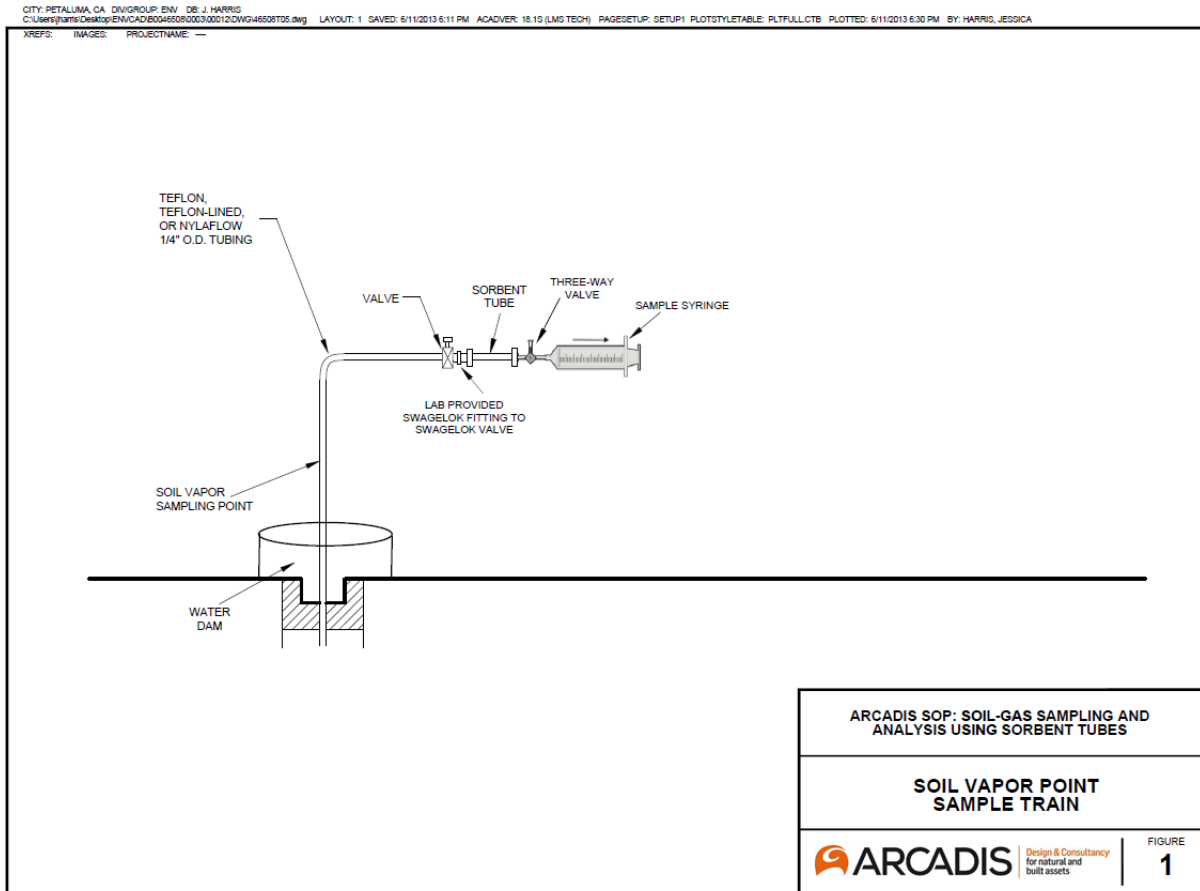 CITY: PETALUMA, CA DIV/GROUP: ENV DB: J. HARRIS
C:\Users\jharris\Desktop\ENVCAD\B0046508\0003\00012\DWG\46508T05.dwg LAYOUT: 1 SAVED: 6/11/2013 6:11 PM ACADVER: 18.1S (LMS TECH) PAGESETUP: SETUP1 PLOTSTYLETABLE: PLTFULL.CTB PLOTTED: 6/11/2013 6:30 PM BY: HARRIS, JESSICA
XREFS: IMAGES: PROJECTNAME: —
TEFLON,
TEFLON-LINED,
OR NYLAFLOW
1/4" O.D. TUBING
VALVE
SORBENT
TUBE
THREE-WAY
VALVE
SAMPLE SYRINGE
LAB PROVIDED
SWAGELOK FITTING TO
SWAGELOK VALVE
SOIL VAPOR
SAMPLING POINT
WATER
DAM
ARCADIS SOP: SOIL-GAS SAMPLING AND
ANALYSIS USING SORBENT TUBES
SOIL VAPOR POINT
SAMPLE TRAIN
ARCADIS
Design & Consultancy
for natural and
built assets
FIGURE
1